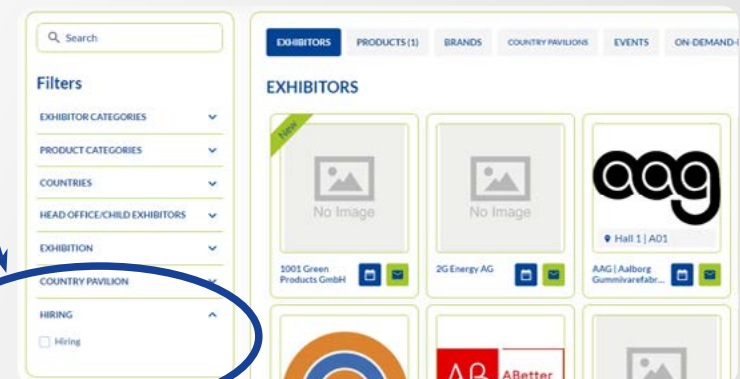 Search
Filters
EXHIBITOR CATEGORIES
PRODUCT CATEGORIES
COUNTRIES
HEAD OFFICE/CHILD EXHIBITORS
EXHIBITION
COUNTRY PAVILION
HIRING
Hiring
EXHIBITORS PRODUCTS (1) BRANDS COUNTRY PAVILIONS EVENTS ON-DEMAND-
EXHIBITORS
New
No Image
1001 Green
Products GmbH
No Image
2G Energy AG
aag
Hall 1 | A01
AAG | Aalborg
Gummivarefabr...
AB ABetter